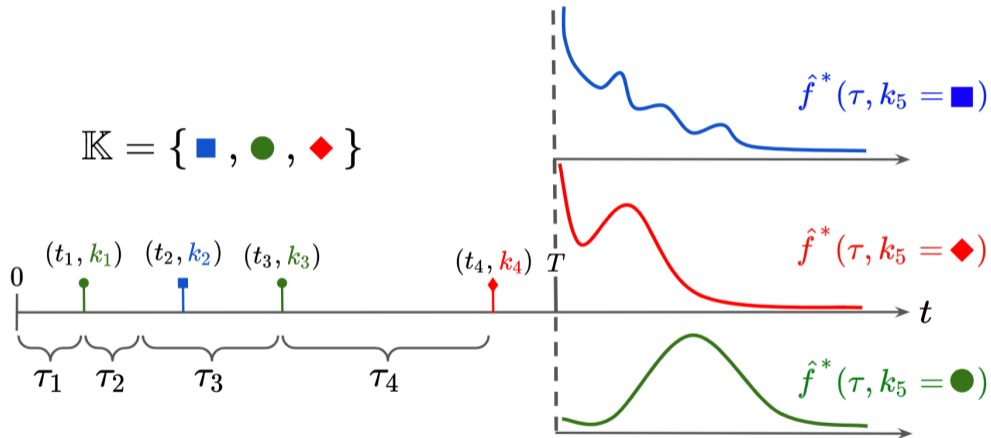 f̂*(τ, k₅ = ■)
𝕂 = { ■ , ● , ◆ }
f̂*(τ, k₅ = ◆)
(t₁, k₁) (t₂, k₂) (t₃, k₃) (t₄, k₄) T
0
t
τ₁ τ₂ τ₃ τ₄
f̂*(τ, k₅ = ●)